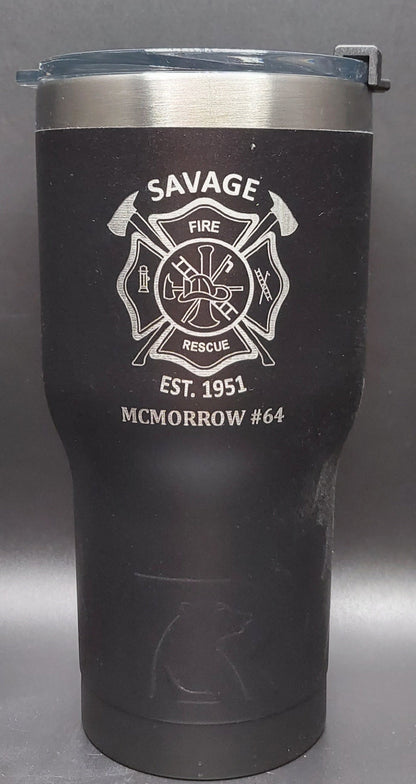 SAVAGE
FIRE
RESCUE
EST. 1951
MCMORROW #64